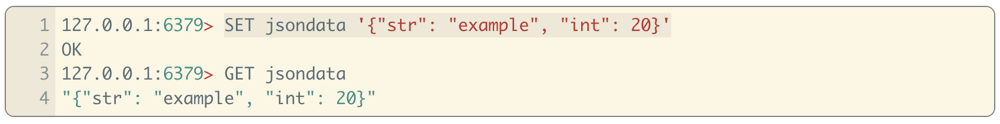 1 127.0.0.1:6379> SET jsondata '{"str": "example", "int": 20}'
2 OK
3 127.0.0.1:6379> GET jsondata
4 "{"str": "example", "int": 20}"